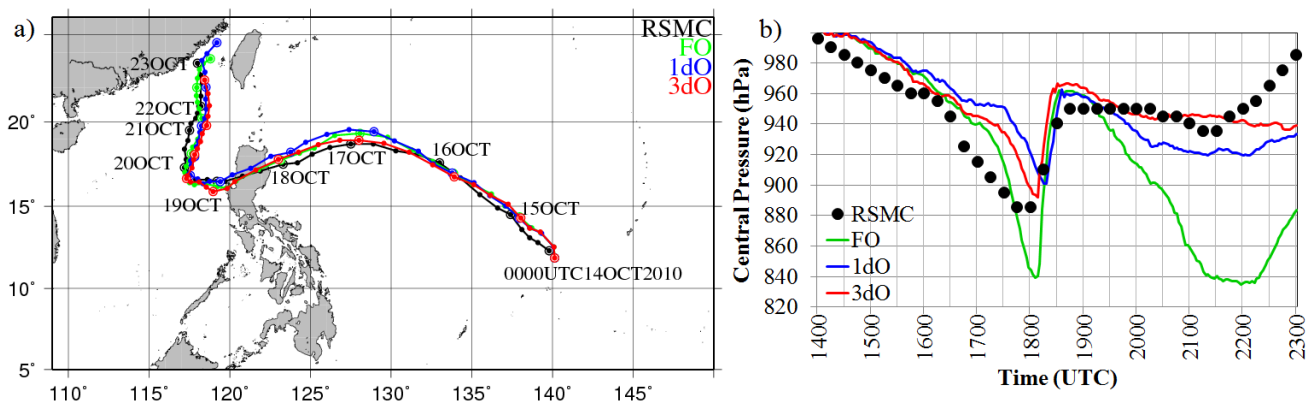 a)
RSMC
FO
1dO
3dO
23OCT
22OCT
21OCT
20OCT
19OCT
18OCT
17OCT
16OCT
15OCT
0000UTC14OCT2010
20°
15°
10°
5°
110° 115° 120° 125° 130° 135° 140° 145°
b)
Central Pressure (hPa)
980
960
940
920
900
880
860
840
820
RSMC
FO
1dO
3dO
1400 1500 1600 1700 1800 1900 2000 2100 2200 2300
Time (UTC)